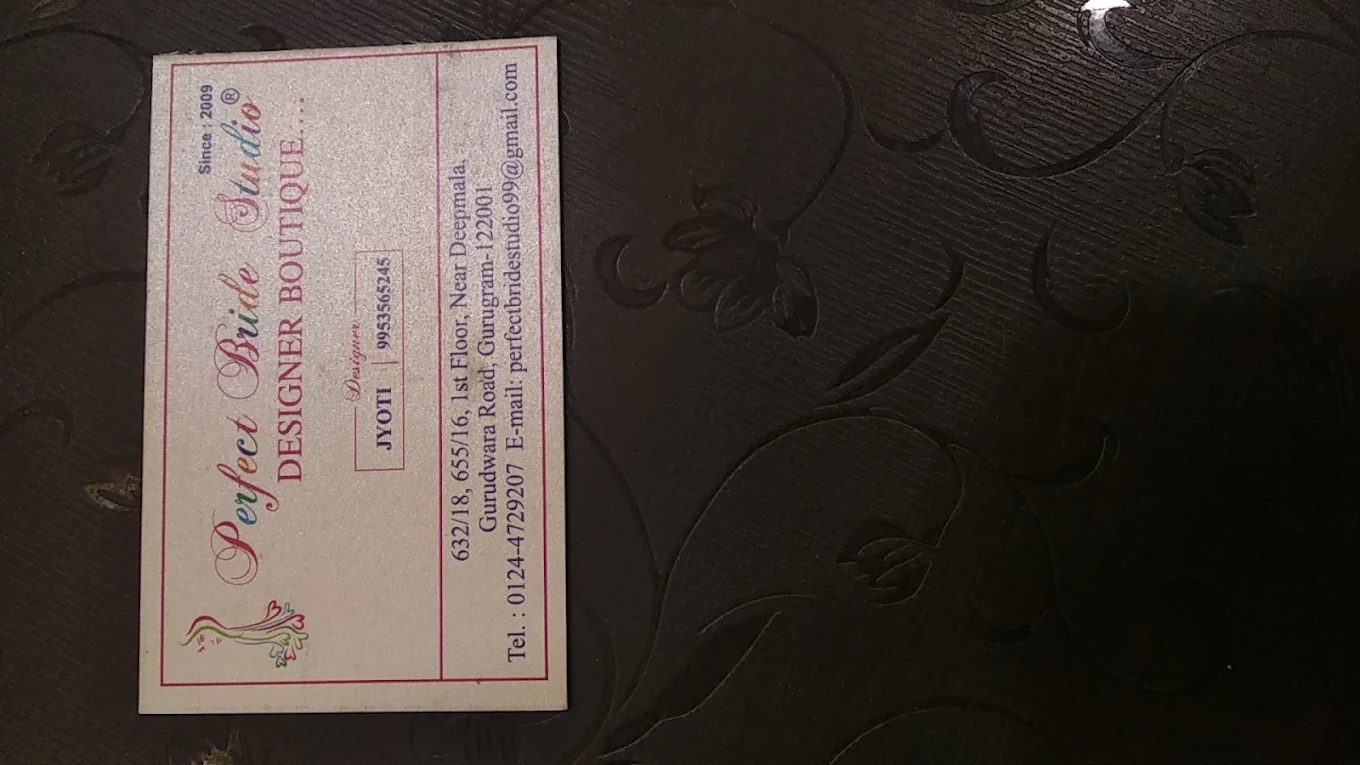 Since : 2009
Perfect Bride Studio®
DESIGNER BOUTIQUE....
Designer
JYOTI | 9953565245
632/18, 655/16, 1st Floor, Near Deepmala,
Gurudwara Road, Gurugram-122001
Tel. : 0124-4729207 E-mail: perfectbridestudio99@gmail.com